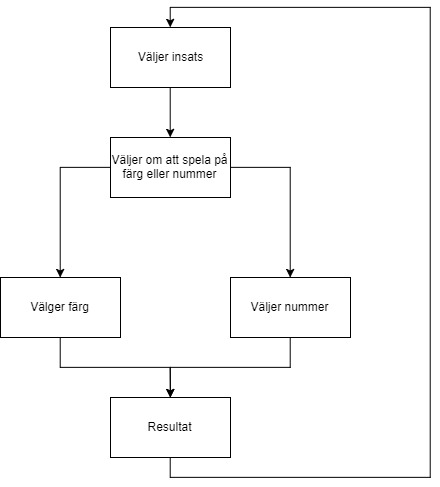 Väljer insats
Väljer om att spela på
färg eller nummer
Välger färg
Väljer nummer
Resultat